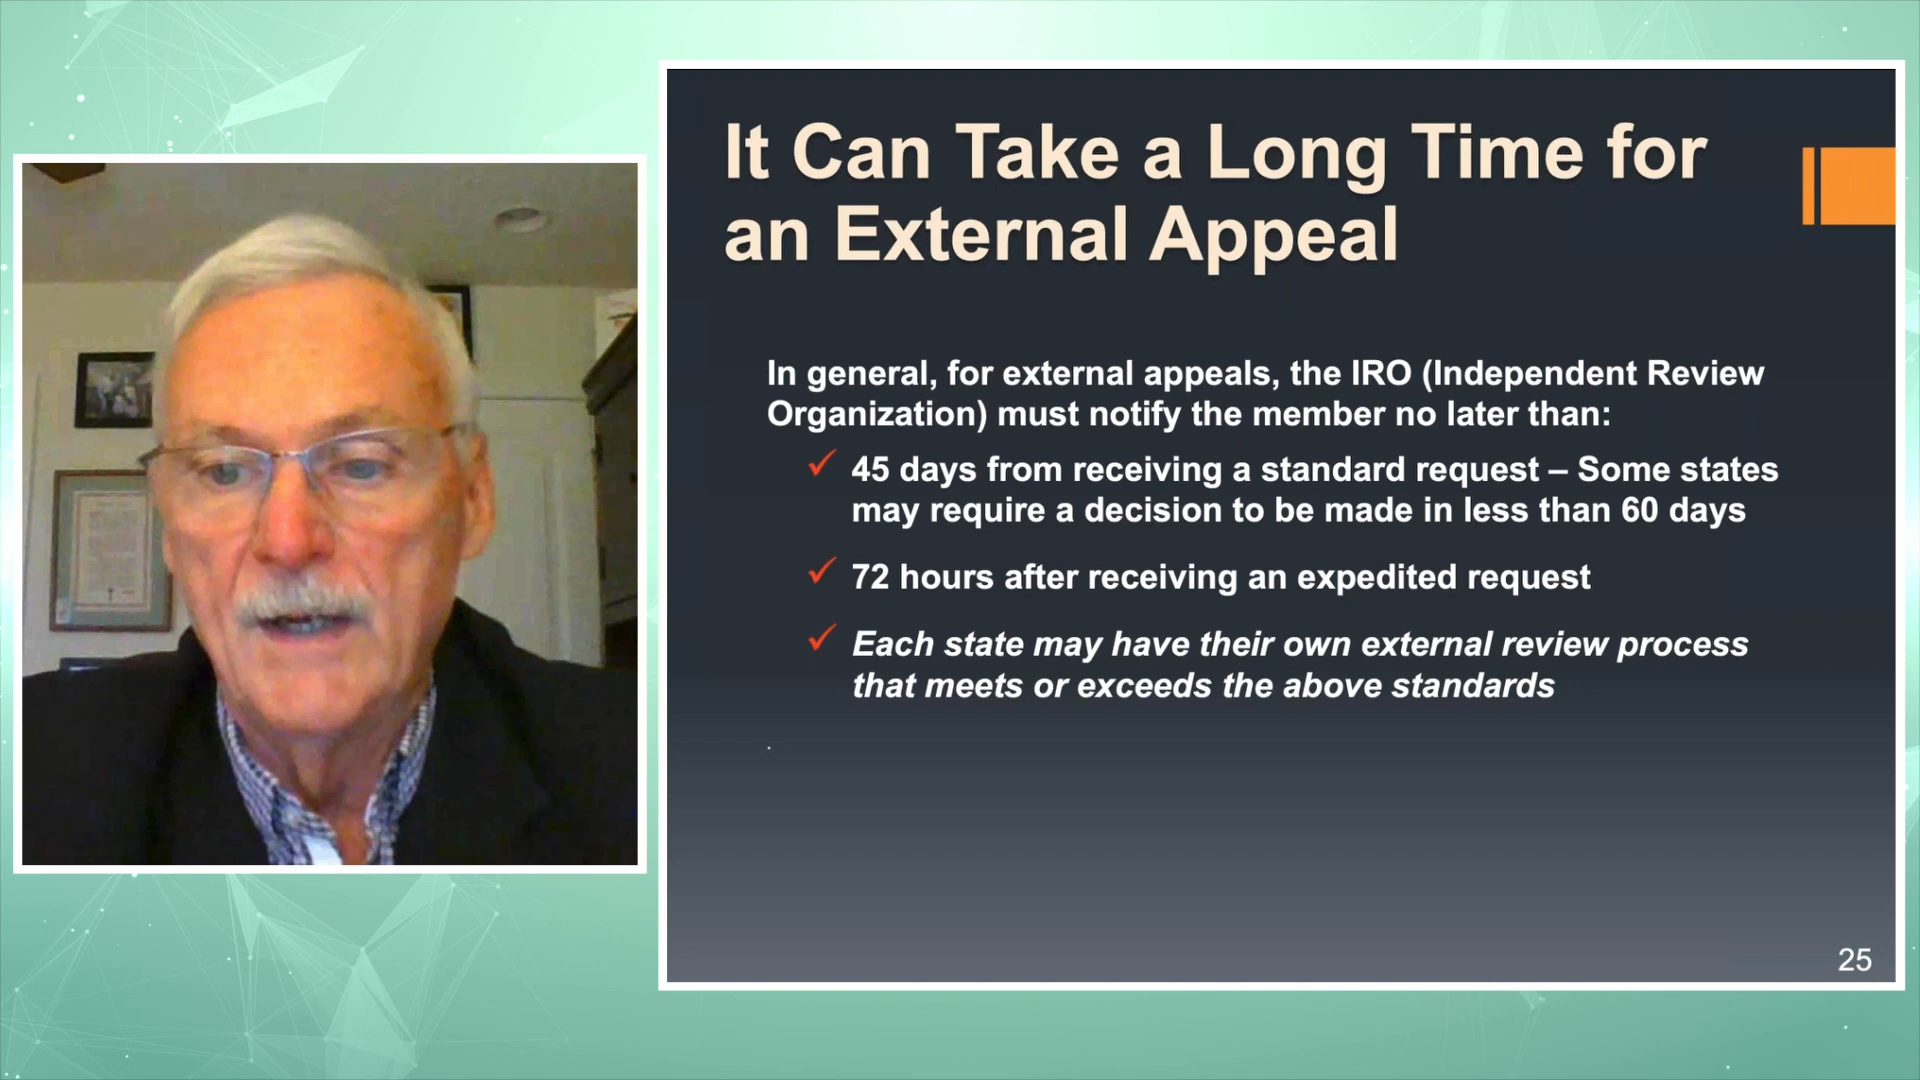 It Can Take a Long Time for
an External Appeal
In general, for external appeals, the IRO (Independent Review
Organization) must notify the member no later than:
45 days from receiving a standard request – Some states
may require a decision to be made in less than 60 days
72 hours after receiving an expedited request
Each state may have their own external review process
that meets or exceeds the above standards
25